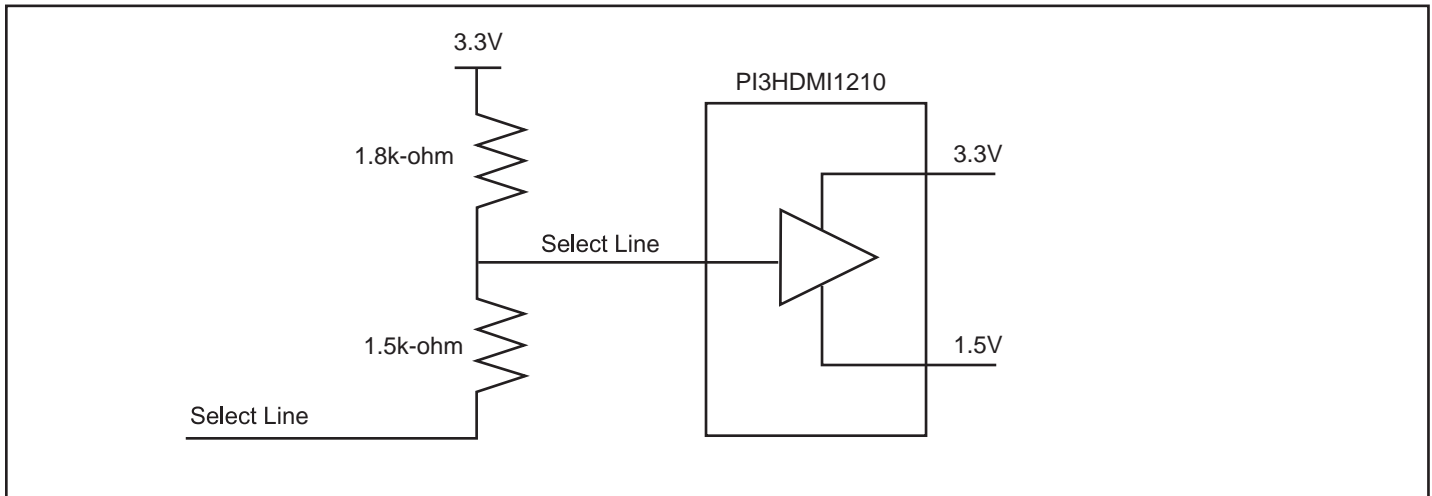 3.3V
PI3HDMI1210
1.8k-ohm
3.3V
Select Line
1.5k-ohm
1.5V
Select Line